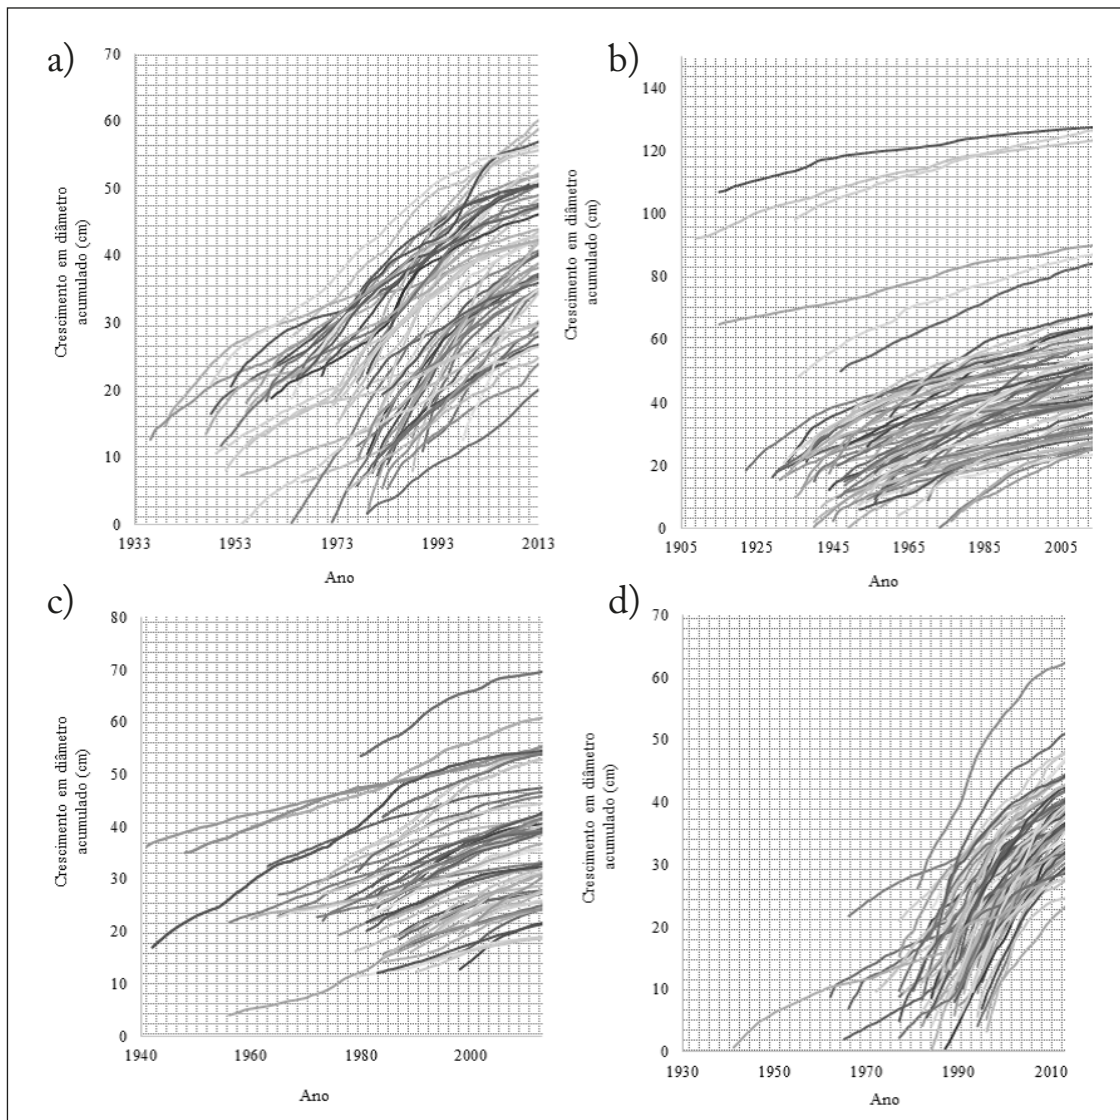 a)
70
60
50
40
30
20
10
0
Crescimento em diâmetro
acumulado (cm)
1933 1953 1973 1993 2013
Ano
b)
140
120
100
80
60
40
20
0
Crescimento em diâmetro
acumulado (cm)
1905 1925 1945 1965 1985 2005
Ano
c)
80
70
60
50
40
30
20
10
0
Crescimento em diâmetro
acumulado (cm)
1940 1960 1980 2000
Ano
d)
70
60
50
40
30
20
10
0
Crescimento em diâmetro
acumulado (cm)
1930 1950 1970 1990 2010
Ano